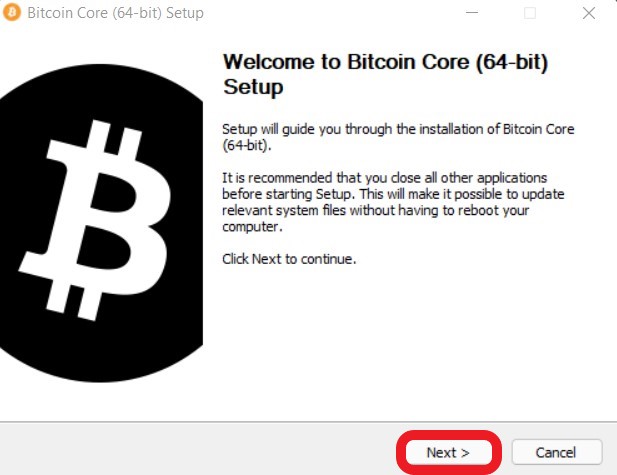 Bitcoin Core (64-bit) Setup
Welcome to Bitcoin Core (64-bit)
Setup
Setup will guide you through the installation of Bitcoin Core
(64-bit).
It is recommended that you close all other applications
before starting Setup. This will make it possible to update
relevant system files without having to reboot your
computer.
Click Next to continue.
Next >
Cancel